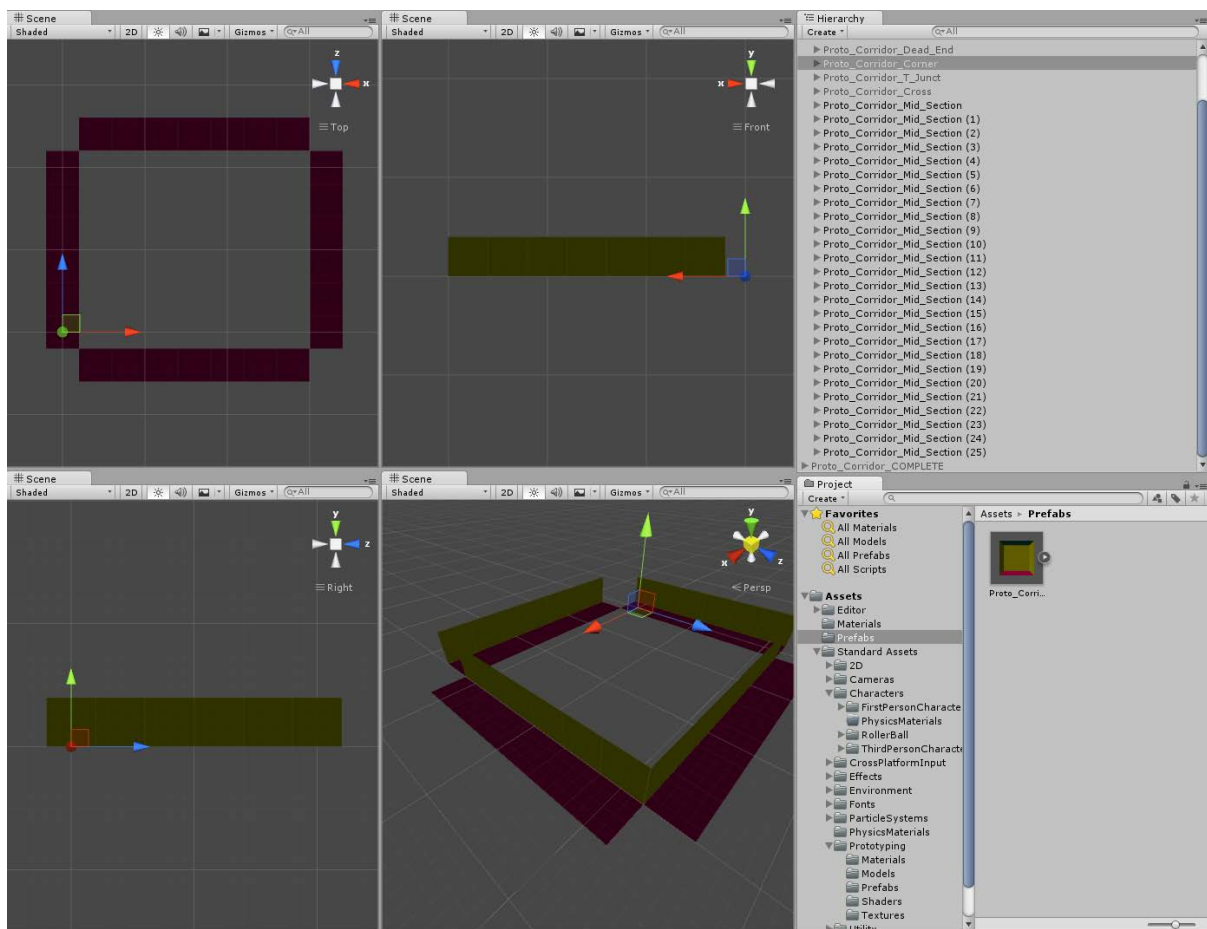 Scene
Shaded 2D Gizmos All
z
x
Top
Scene
Shaded 2D Gizmos All
y
x
Front
Hierarchy
Create All
Proto_Corridor_Dead_End
Proto_Corridor_Corner
Proto_Corridor_T_Junct
Proto_Corridor_Cross
Proto_Corridor_Mid_Section
Proto_Corridor_Mid_Section (1)
Proto_Corridor_Mid_Section (2)
Proto_Corridor_Mid_Section (3)
Proto_Corridor_Mid_Section (4)
Proto_Corridor_Mid_Section (5)
Proto_Corridor_Mid_Section (6)
Proto_Corridor_Mid_Section (7)
Proto_Corridor_Mid_Section (8)
Proto_Corridor_Mid_Section (9)
Proto_Corridor_Mid_Section (10)
Proto_Corridor_Mid_Section (11)
Proto_Corridor_Mid_Section (12)
Proto_Corridor_Mid_Section (13)
Proto_Corridor_Mid_Section (14)
Proto_Corridor_Mid_Section (15)
Proto_Corridor_Mid_Section (16)
Proto_Corridor_Mid_Section (17)
Proto_Corridor_Mid_Section (18)
Proto_Corridor_Mid_Section (19)
Proto_Corridor_Mid_Section (20)
Proto_Corridor_Mid_Section (21)
Proto_Corridor_Mid_Section (22)
Proto_Corridor_Mid_Section (23)
Proto_Corridor_Mid_Section (24)
Proto_Corridor_Mid_Section (25)
Proto_Corridor_COMPLETE
Scene
Shaded 2D Gizmos All
y
z
Right
Scene
Shaded 2D Gizmos All
y
x z
Persp
Project
Create
Favorites
All Materials
All Models
All Prefabs
All Scripts
Assets
Editor
Materials
Prefabs
Standard Assets
2D
Cameras
Characters
FirstPersonCharacte
PhysicsMaterials
RollerBall
ThirdPersonCharacte
CrossPlatformInput
Effects
Environment
Fonts
ParticleSystems
PhysicsMaterials
Prototyping
Materials
Models
Prefabs
Shaders
Textures
Utility
Assets Prefabs
Proto_Corri...